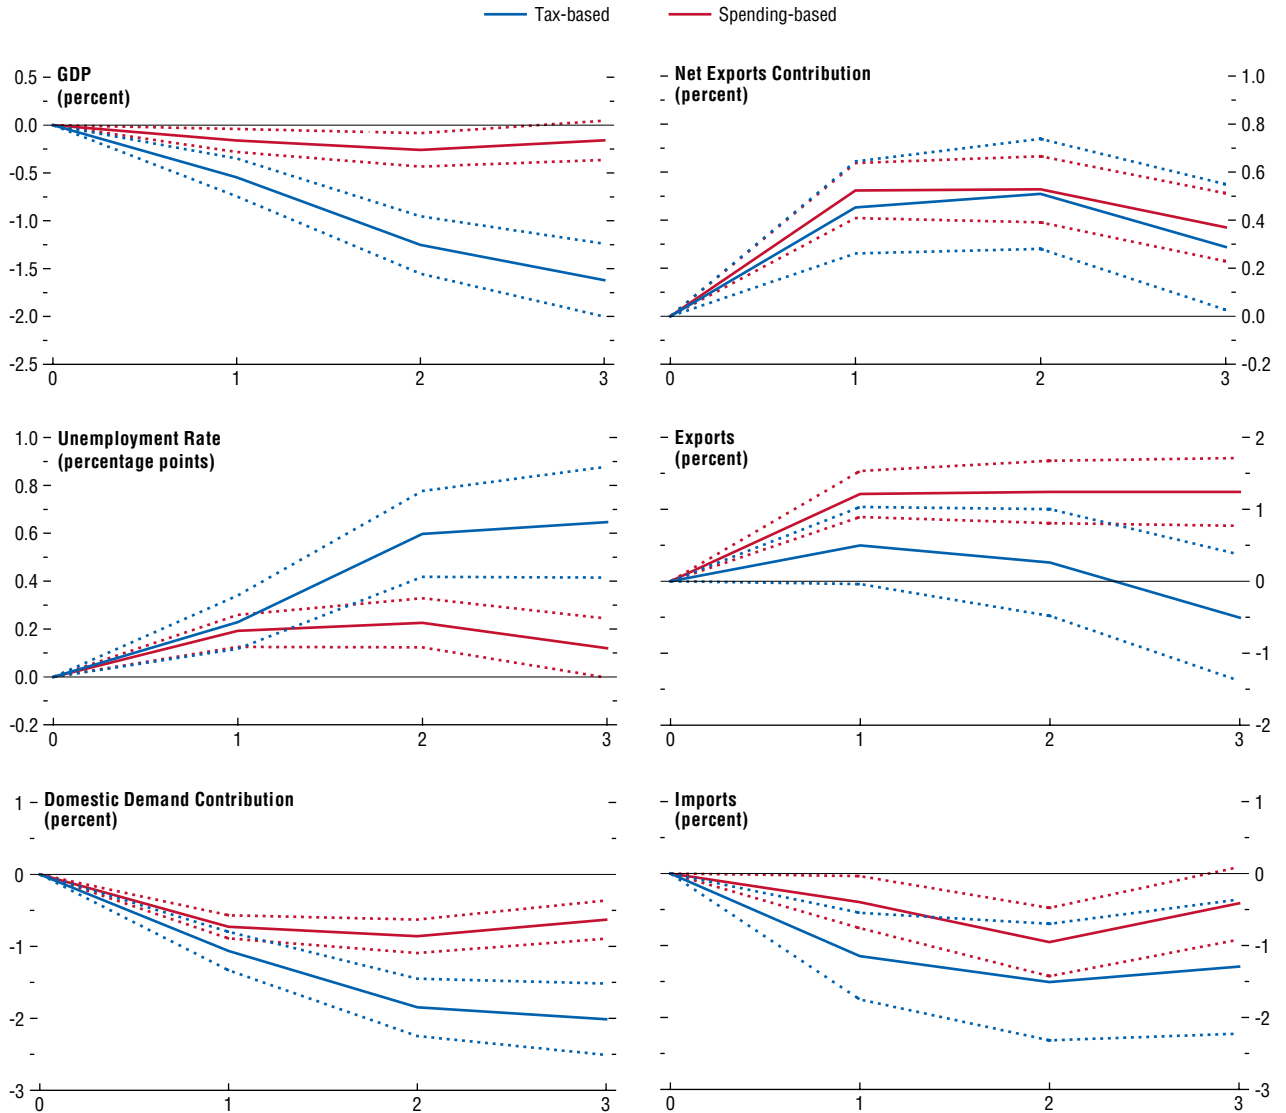 Tax-based
Spending-based
GDP
(percent)
0.5
0.0
-0.5
-1.0
-1.5
-2.0
-2.5
0 1 2 3
Net Exports Contribution
(percent)
1.0
0.8
0.6
0.4
0.2
0.0
-0.2
0 1 2 3
Unemployment Rate
(percentage points)
1.0
0.8
0.6
0.4
0.2
0.0
-0.2
0 1 2 3
Exports
(percent)
2
1
0
-1
-2
0 1 2 3
Domestic Demand Contribution
(percent)
1
0
-1
-2
-3
0 1 2 3
Imports
(percent)
1
0
-1
-2
-3
0 1 2 3